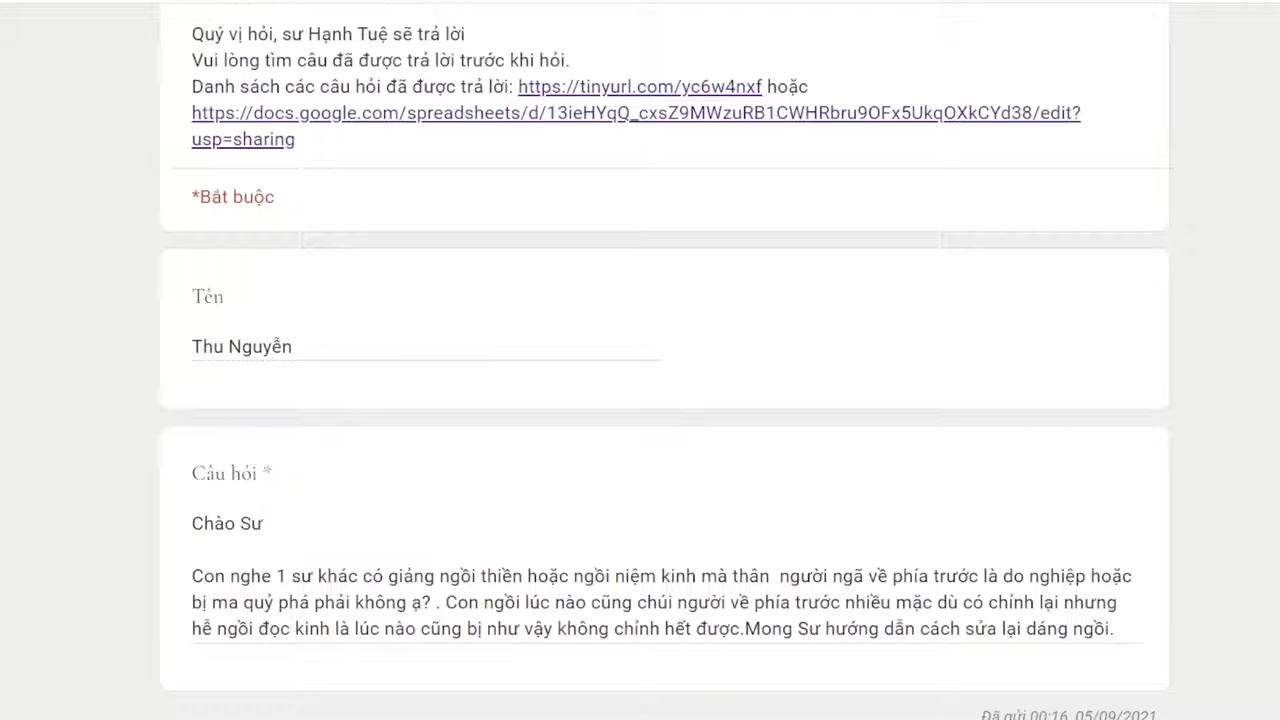 Quý vị hỏi, sư Hạnh Tuệ sẽ trả lời
Vui lòng tìm câu đã được trả lời trước khi hỏi.
Danh sách các câu hỏi đã được trả lời: https://tinyurl.com/yc6w4nxf hoặc
https://docs.google.com/spreadsheets/d/13ieHYqQ_cxsZ9MWzuRB1CWHRbru9OFx5UkqOXkCYd38/edit?
usp=sharing
*Bắt buộc
Tên
Thu Nguyễn
Câu hỏi *
Chào Sư
Con nghe 1 sư khác có giảng ngồi thiền hoặc ngồi niệm kinh mà thân  người ngã về phía trước là do nghiệp hoặc
bị ma quỷ phá phải không ạ? . Con ngồi lúc nào cũng chúi người về phía trước nhiều mặc dù có chỉnh lại nhưng
hễ ngồi đọc kinh là lúc nào cũng bị như vậy không chỉnh hết được.Mong Sư hướng dẫn cách sửa lại dáng ngồi.
Đã gửi 00:16, 05/09/2021